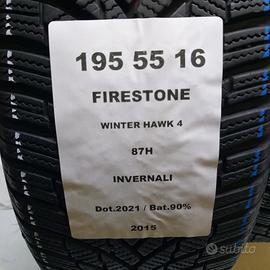 195 55 16
FIRESTONE
WINTER HAWK 4
87H
INVERNALI
Dot.2021 / Bat.90%
2015
subito